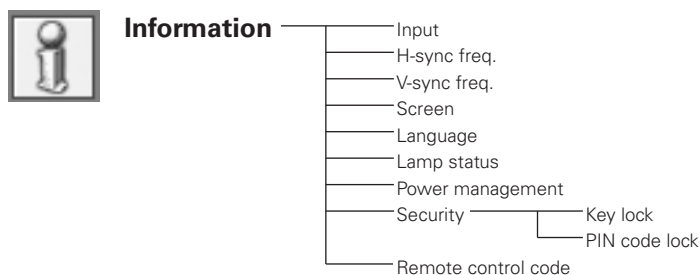 Information
Input
H-sync freq.
V-sync freq.
Screen
Language
Lamp status
Power management
Security
Key lock
PIN code lock
Remote control code